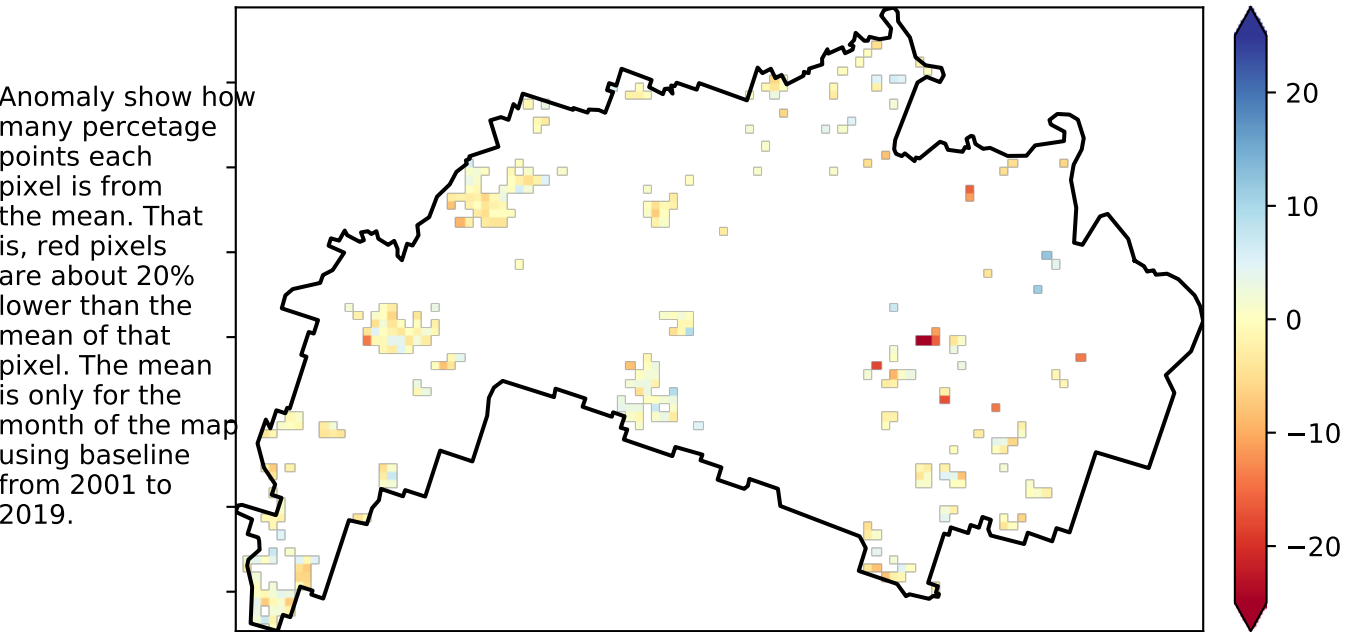 Anomaly show how
many percetage
points each
pixel is from
the mean. That
is, red pixels
are about 20%
lower than the
mean of that
pixel. The mean
is only for the
month of the map
using baseline
from 2001 to
2019.
20
10
0
−10
−20